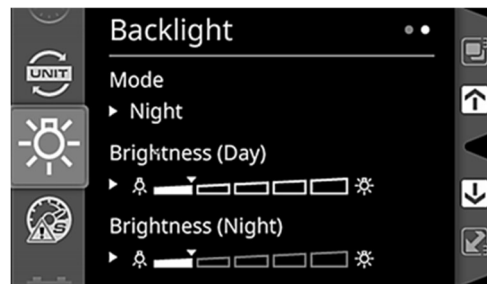 Backlight
UNIT
Mode
Night
Brightness (Day)
S
Brightness (Night)